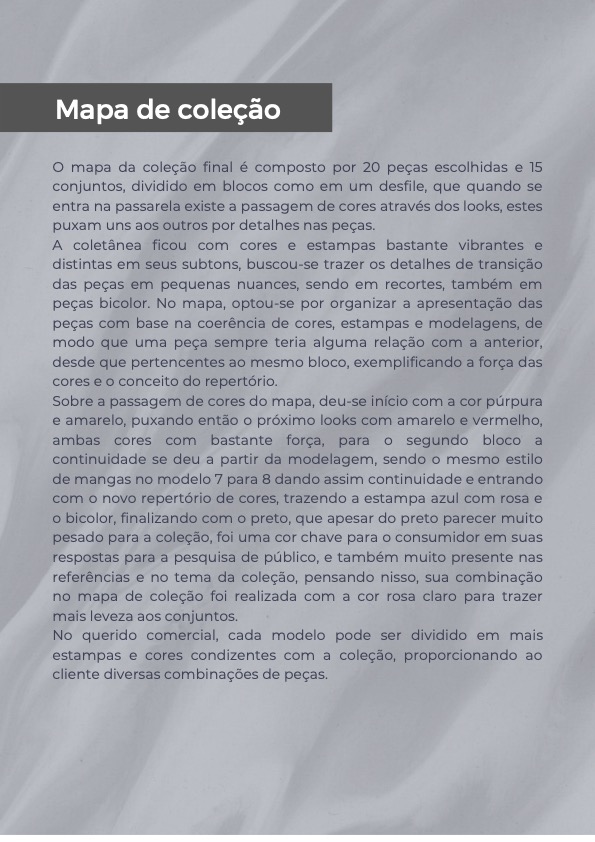 Mapa de coleção
O mapa da coleção final é composto por 20 peças escolhidas e 15
conjuntos, dividido em blocos como em um desfile, que quando se
entra na passarela existe a passagem de cores através dos looks, estes
puxam uns aos outros por detalhes nas peças.
A coletânea ficou com cores e estampas bastante vibrantes e
distintas em seus subtons, buscou-se trazer os detalhes de transição
das peças em pequenas nuances, sendo em recortes, também em
peças bicolor. No mapa, optou-se por organizar a apresentação das
peças com base na coerência de cores, estampas e modelagens, de
modo que uma peça sempre teria alguma relação com a anterior,
desde que pertencentes ao mesmo bloco, exemplificando a força das
cores e o conceito do repertório.
Sobre a passagem de cores do mapa, deu-se início com a cor púrpura
e amarelo, puxando então o próximo looks com amarelo e vermelho,
ambas cores com bastante força, para o segundo bloco a
continuidade se deu a partir da modelagem, sendo o mesmo estilo
de mangas no modelo 7 para 8 dando assim continuidade e entrando
com o novo repertório de cores, trazendo a estampa azul com rosa e
o bicolor, finalizando com o preto, que apesar do preto parecer muito
pesado para a coleção, foi uma cor chave para o consumidor em suas
respostas para a pesquisa de público, e também muito presente nas
referências e no tema da coleção, pensando nisso, sua combinação
no mapa de coleção foi realizada com a cor rosa claro para trazer
mais leveza aos conjuntos.
No querido comercial, cada modelo pode ser dividido em mais
estampas e cores condizentes com a coleção, proporcionando ao
cliente diversas combinações de peças.